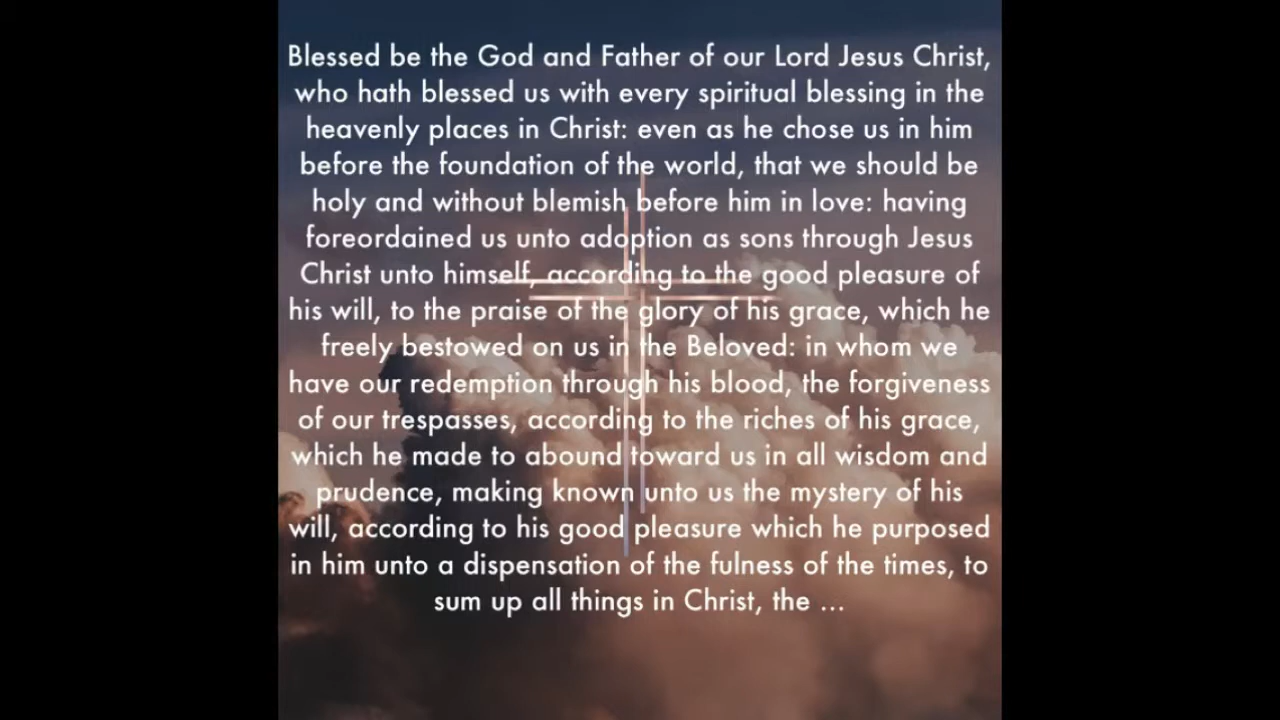 Blessed be the God and Father of our Lord Jesus Christ,
who hath blessed us with every spiritual blessing in the
heavenly places in Christ: even as he chose us in him
before the foundation of the world, that we should be
holy and without blemish before him in love: having
foreordained us unto adoption as sons through Jesus
Christ unto himself, according to the good pleasure of
his will, to the praise of the glory of his grace, which he
freely bestowed on us in the Beloved: in whom we
have our redemption through his blood, the forgiveness
of our trespasses, according to the riches of his grace,
which he made to abound toward us in all wisdom and
prudence, making known unto us the mystery of his
will, according to his good pleasure which he purposed
in him unto a dispensation of the fulness of the times, to
sum up all things in Christ, the ...